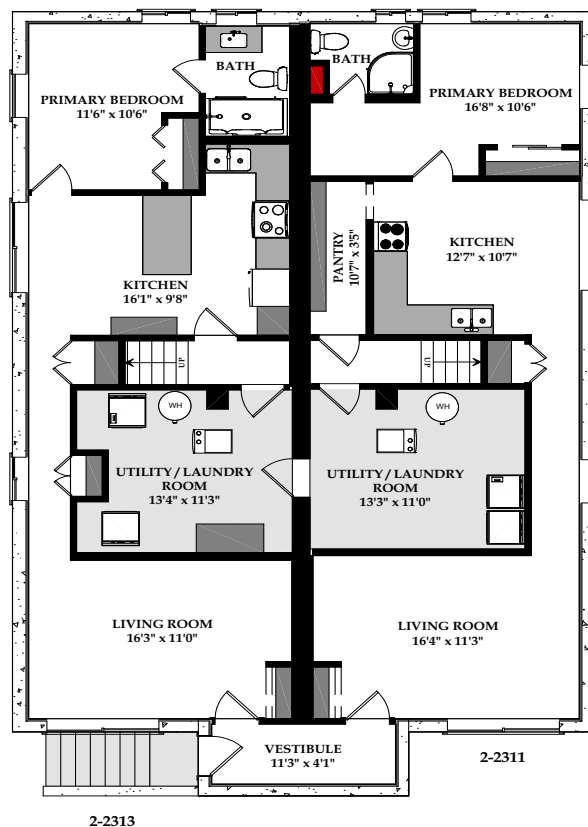 BATH
PRIMARY BEDROOM
11'6" x 10'6"
BATH
PRIMARY BEDROOM
16'8" x 10'6"
KITCHEN
16'1" x 9'8"
PANTRY
10'7" x 3'5"
KITCHEN
12'7" x 10'7"
UP
UP
WH
WH
UTILITY / LAUNDRY
ROOM
13'4" x 11'3"
UTILITY / LAUNDRY
ROOM
13'3" x 11'0"
LIVING ROOM
16'3" x 11'0"
LIVING ROOM
16'4" x 11'3"
VESTIBULE
11'3" x 4'1"
2-2311
2-2313